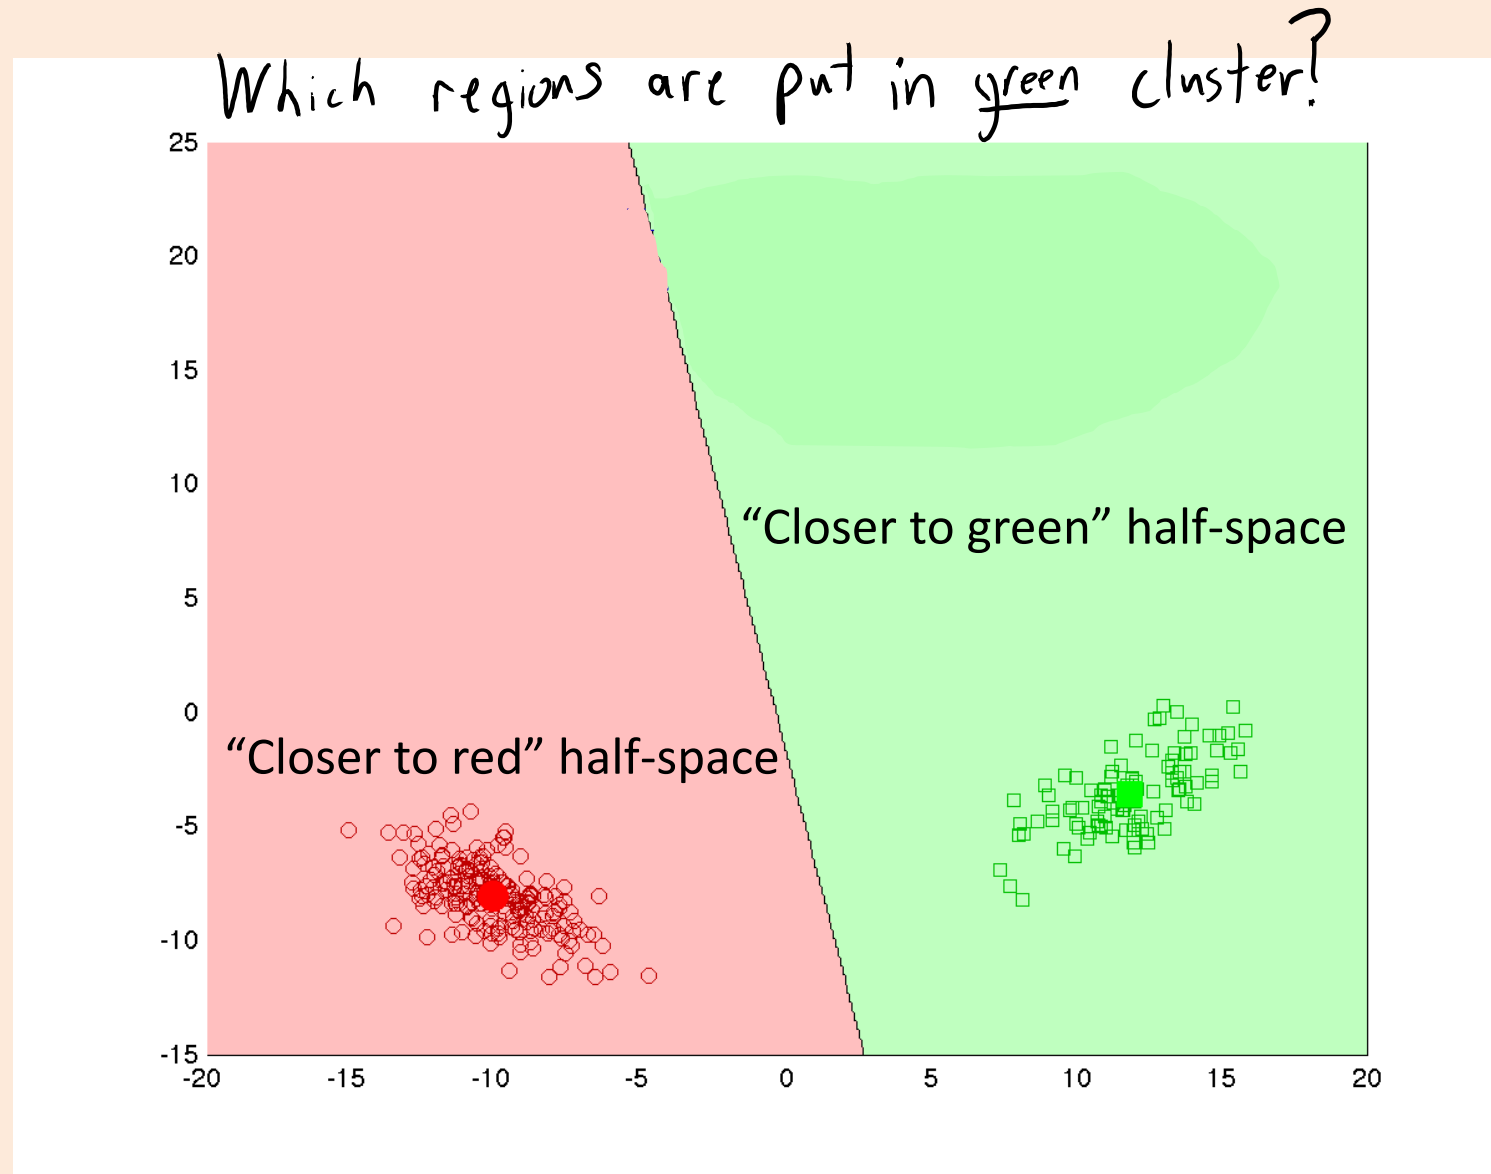 Which regions are put in green cluster?
25
20
15
10
"Closer to green" half-space
5
0
"Closer to red" half-space
-5
-10
-15
-20 -15 -10 -5 0 5 10 15 20